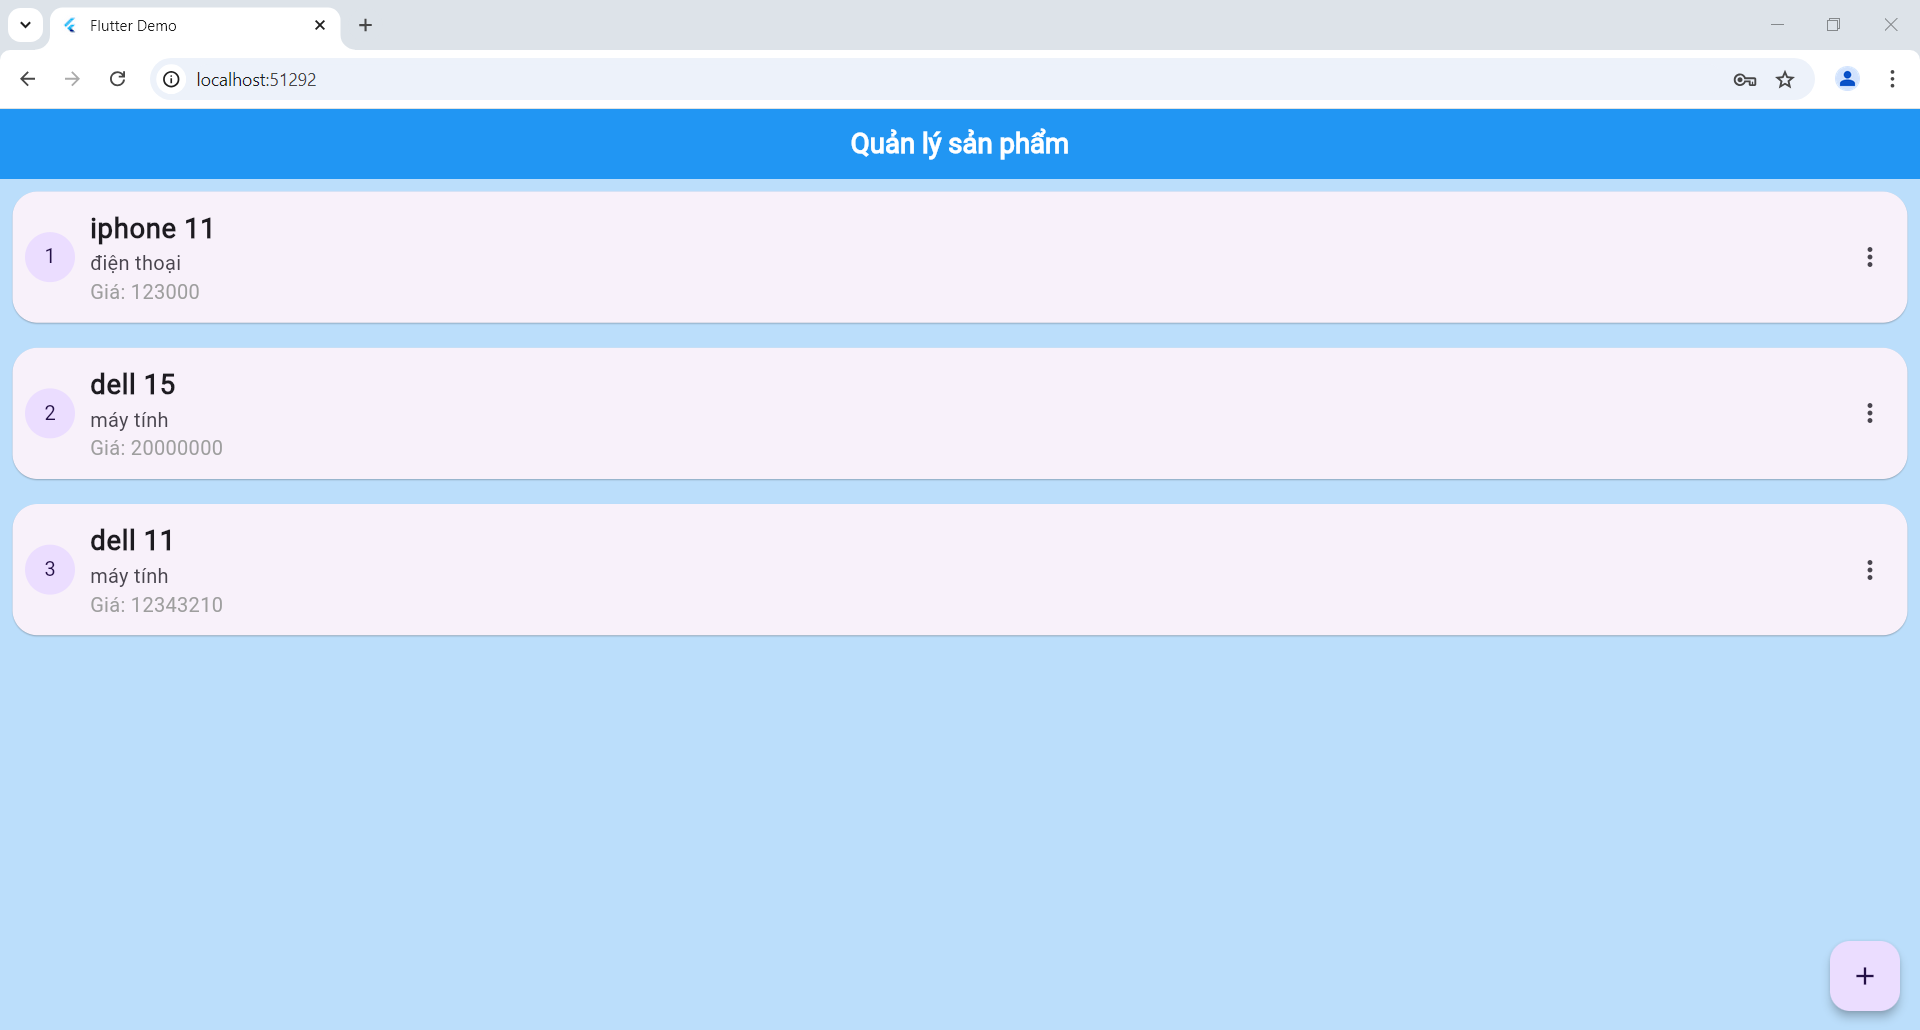 Flutter Demo
localhost:51292
Quản lý sản phẩm
1
iphone 11
điện thoại
Giá: 123000
2
dell 15
máy tính
Giá: 20000000
3
dell 11
máy tính
Giá: 12343210